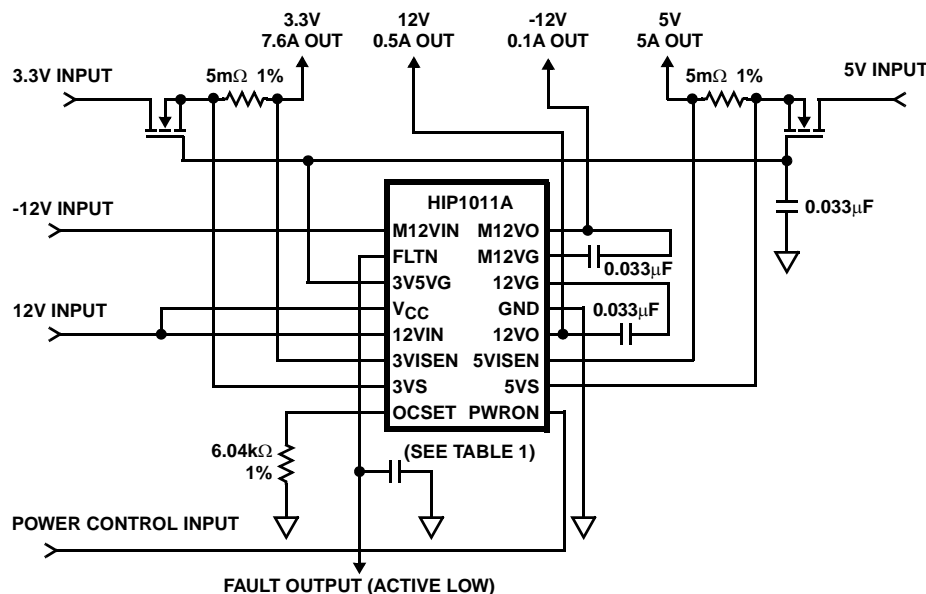 3.3V
7.6A OUT
12V
0.5A OUT
-12V
0.1A OUT
5V
5A OUT
3.3V INPUT
5mΩ 1%
5mΩ 1%
5V INPUT
HIP1011A
-12V INPUT
M12VIN
M12VO
0.033μF
FLTN
M12VG
0.033μF
3V5VG
12VG
12V INPUT
VCC
GND
0.033μF
12VIN
12VO
3VISEN
5VISEN
3VS
5VS
OCSET
PWRON
6.04kΩ
1%
(SEE TABLE 1)
POWER CONTROL INPUT
FAULT OUTPUT (ACTIVE LOW)